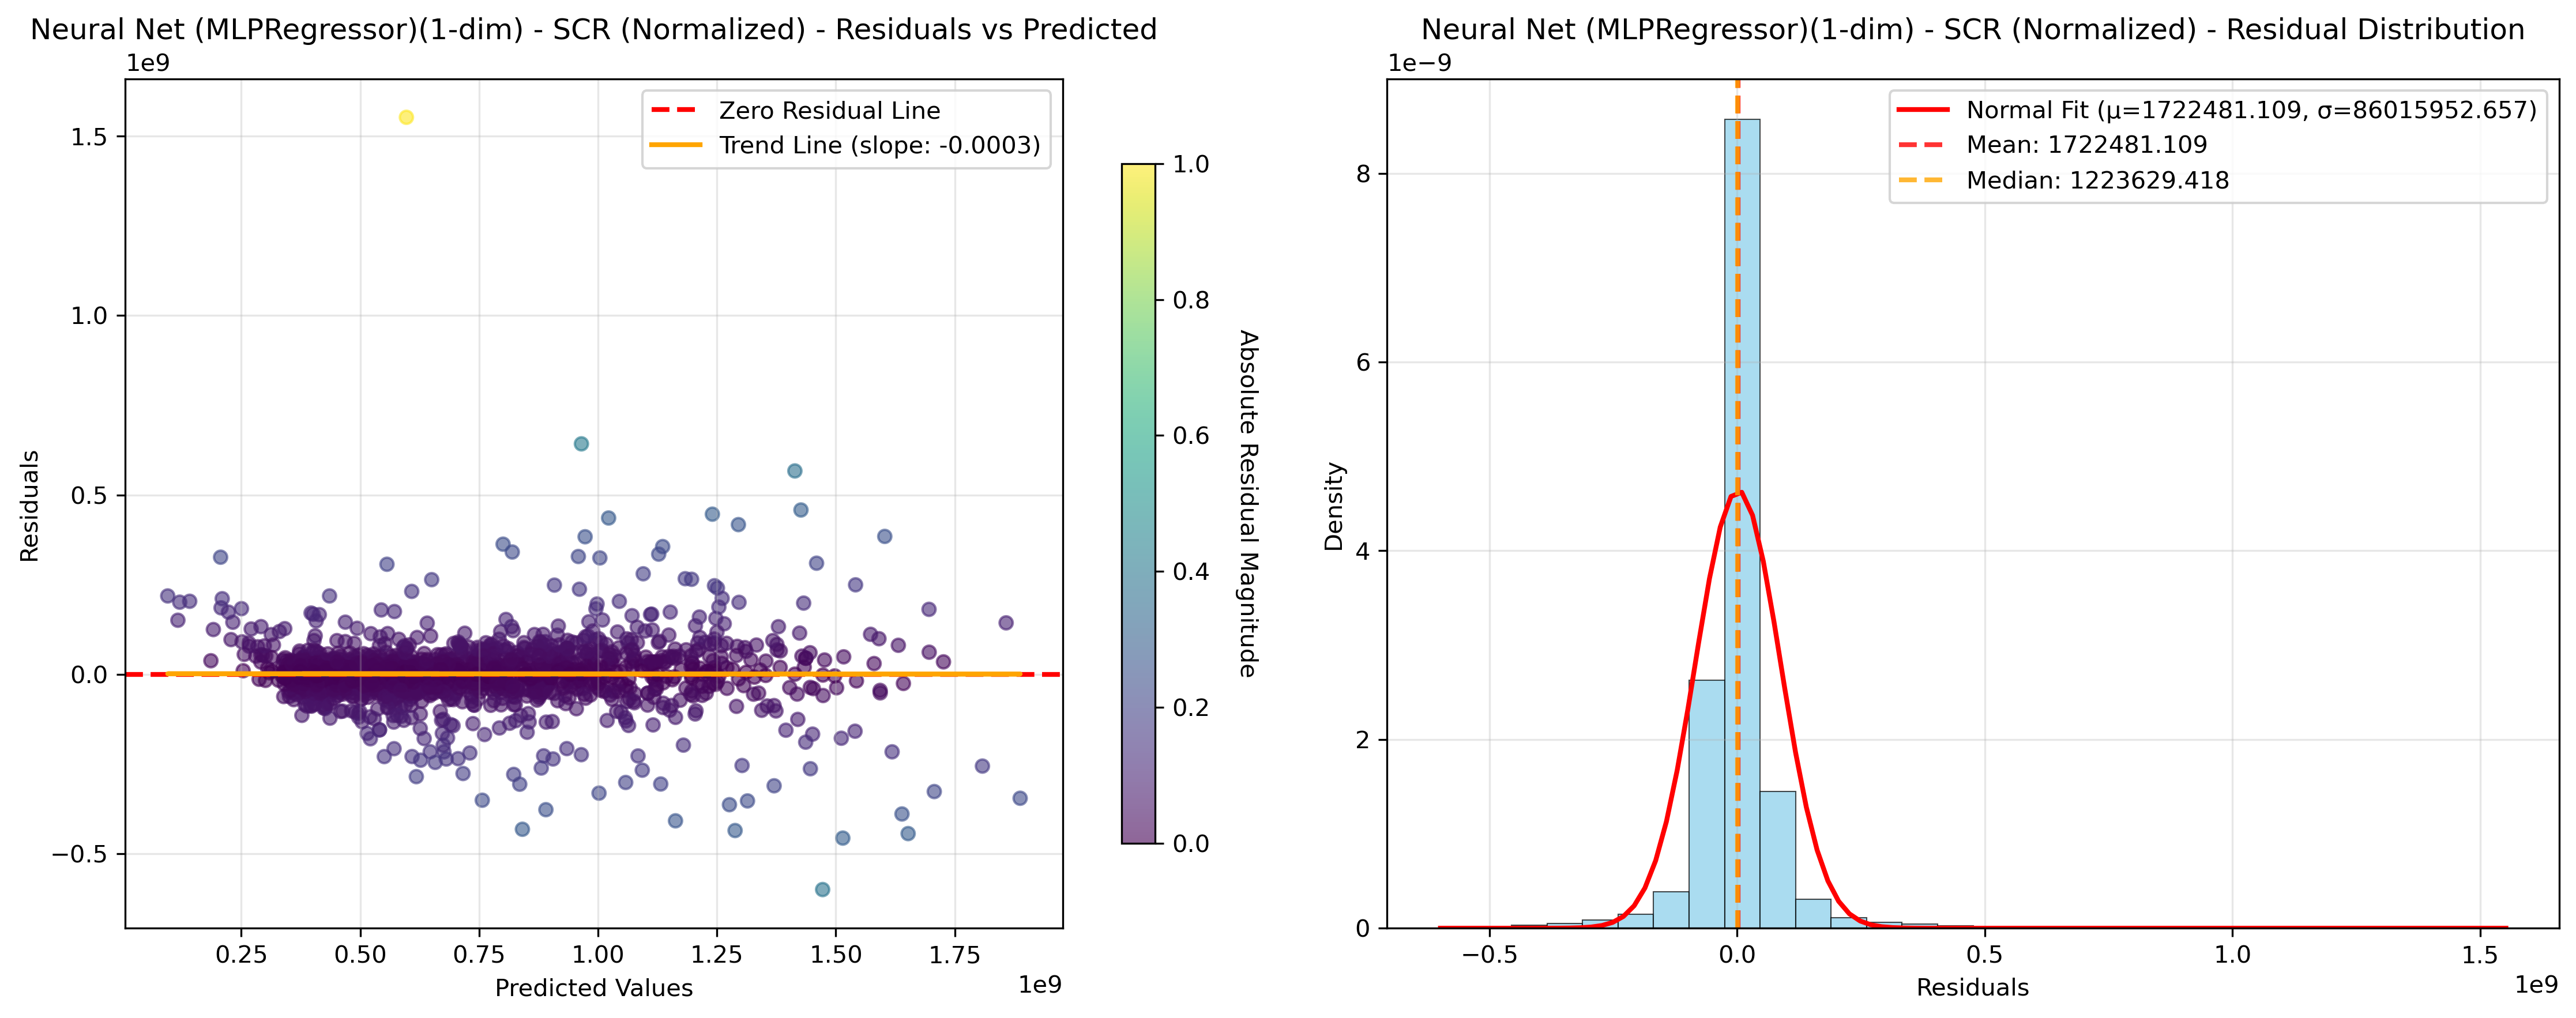 Neural Net (MLPRegressor)(1-dim) - SCR (Normalized) - Residuals vs Predicted
1e9
Zero Residual Line
Trend Line (slope: -0.0003)
1.5
1.0
0.5
0.0
−0.5
Residuals
0.25
0.50
0.75
1.00
1.25
1.50
1.75
1e9
Predicted Values
1.0
0.8
0.6
0.4
0.2
0.0
Absolute Residual Magnitude
Neural Net (MLPRegressor)(1-dim) - SCR (Normalized) - Residual Distribution
1e−9
Normal Fit (μ=1722481.109, σ=86015952.657)
Mean: 1722481.109
Median: 1223629.418
8
6
4
2
0
Density
−0.5
0.0
0.5
1.0
1.5
1e9
Residuals